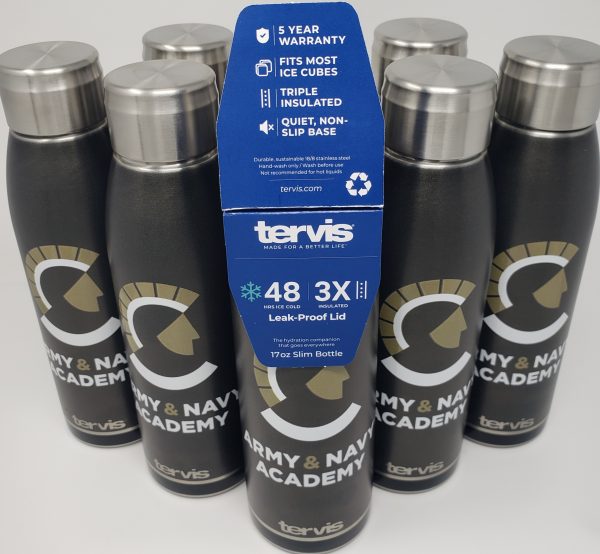 5 YEAR
WARRANTY
FITS MOST
ICE CUBES
TRIPLE
INSULATED
QUIET, NON-
SLIP BASE
Durable, sustainable 18/8 stainless steel
Hand-wash only / Wash before use
Not recommended for hot liquids
tervis.com
tervis
MADE FOR A BETTER LIFE
48 3X
HRS ICE COLD INSULATED
Leak-Proof Lid
The hydration companion
that goes everywhere
17oz Slim Bottle
ARMY & NAVY
ACADEMY
tervis
RMY & NAV
ACADEMY
tervis
ARMY & NAVY
ACADEMY
tervis
RMY & NAVY
ACADEMY
tervis
MY & NAVY
ACADEMY
tervis